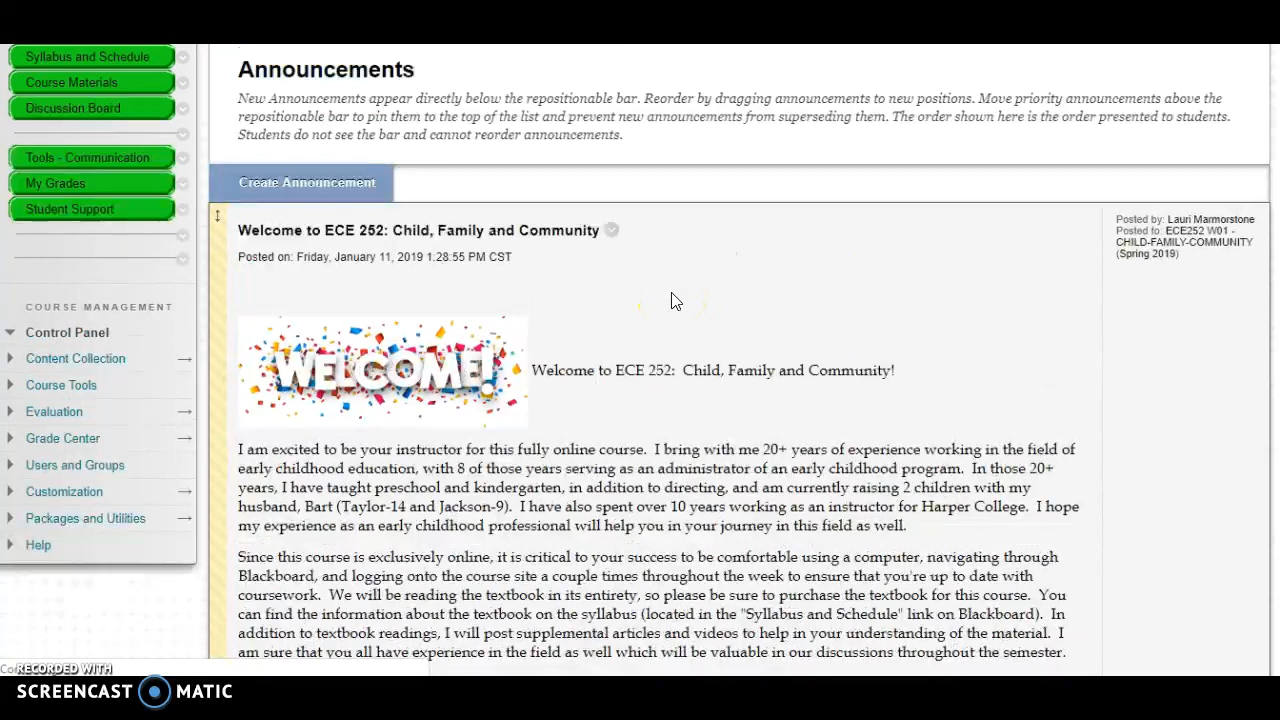 Syllabus and Schedule
Course Materials
Discussion Board
Tools - Communication
My Grades
Student Support
COURSE MANAGEMENT
Control Panel
Content Collection
Course Tools
Evaluation
Grade Center
Users and Groups
Customization
Packages and Utilities
Help
Announcements
New Announcements appear directly below the repositionable bar. Reorder by dragging announcements to new positions. Move priority announcements above the
repositionable bar to pin them to the top of the list and prevent new announcements from superseding them. The order shown here is the order presented to students.
Students do not see the bar and cannot reorder announcements.
Create Announcement
Welcome to ECE 252: Child, Family and Community
Posted on: Friday, January 11, 2019 1:28:55 PM CST
Posted by: Lauri Marmorstone
Posted to: ECE252 W01 -
CHILD-FAMILY-COMMUNITY
(Spring 2019)
WELCOME!
Welcome to ECE 252: Child, Family and Community!
I am excited to be your instructor for this fully online course. I bring with me 20+ years of experience working in the field of
early childhood education, with 8 of those years serving as an administrator of an early childhood program. In those 20+
years, I have taught preschool and kindergarten, in addition to directing, and am currently raising 2 children with my
husband, Bart (Taylor-14 and Jackson-9). I have also spent over 10 years working as an instructor for Harper College. I hope
my experience as an early childhood professional will help you in your journey in this field as well.
Since this course is exclusively online, it is critical to your success to be comfortable using a computer, navigating through
Blackboard, and logging onto the course site a couple times throughout the week to ensure that you're up to date with
coursework. We will be reading the textbook in its entirety, so please be sure to purchase the textbook for this course. You
can find the information about the textbook on the syllabus (located in the "Syllabus and Schedule" link on Blackboard). In
addition to textbook readings, I will post supplemental articles and videos to help in your understanding of the material. I
am sure that you all have experience in the field as well which will be valuable in our discussions throughout the semester.
RECORDED WITH
SCREENCAST MATIC